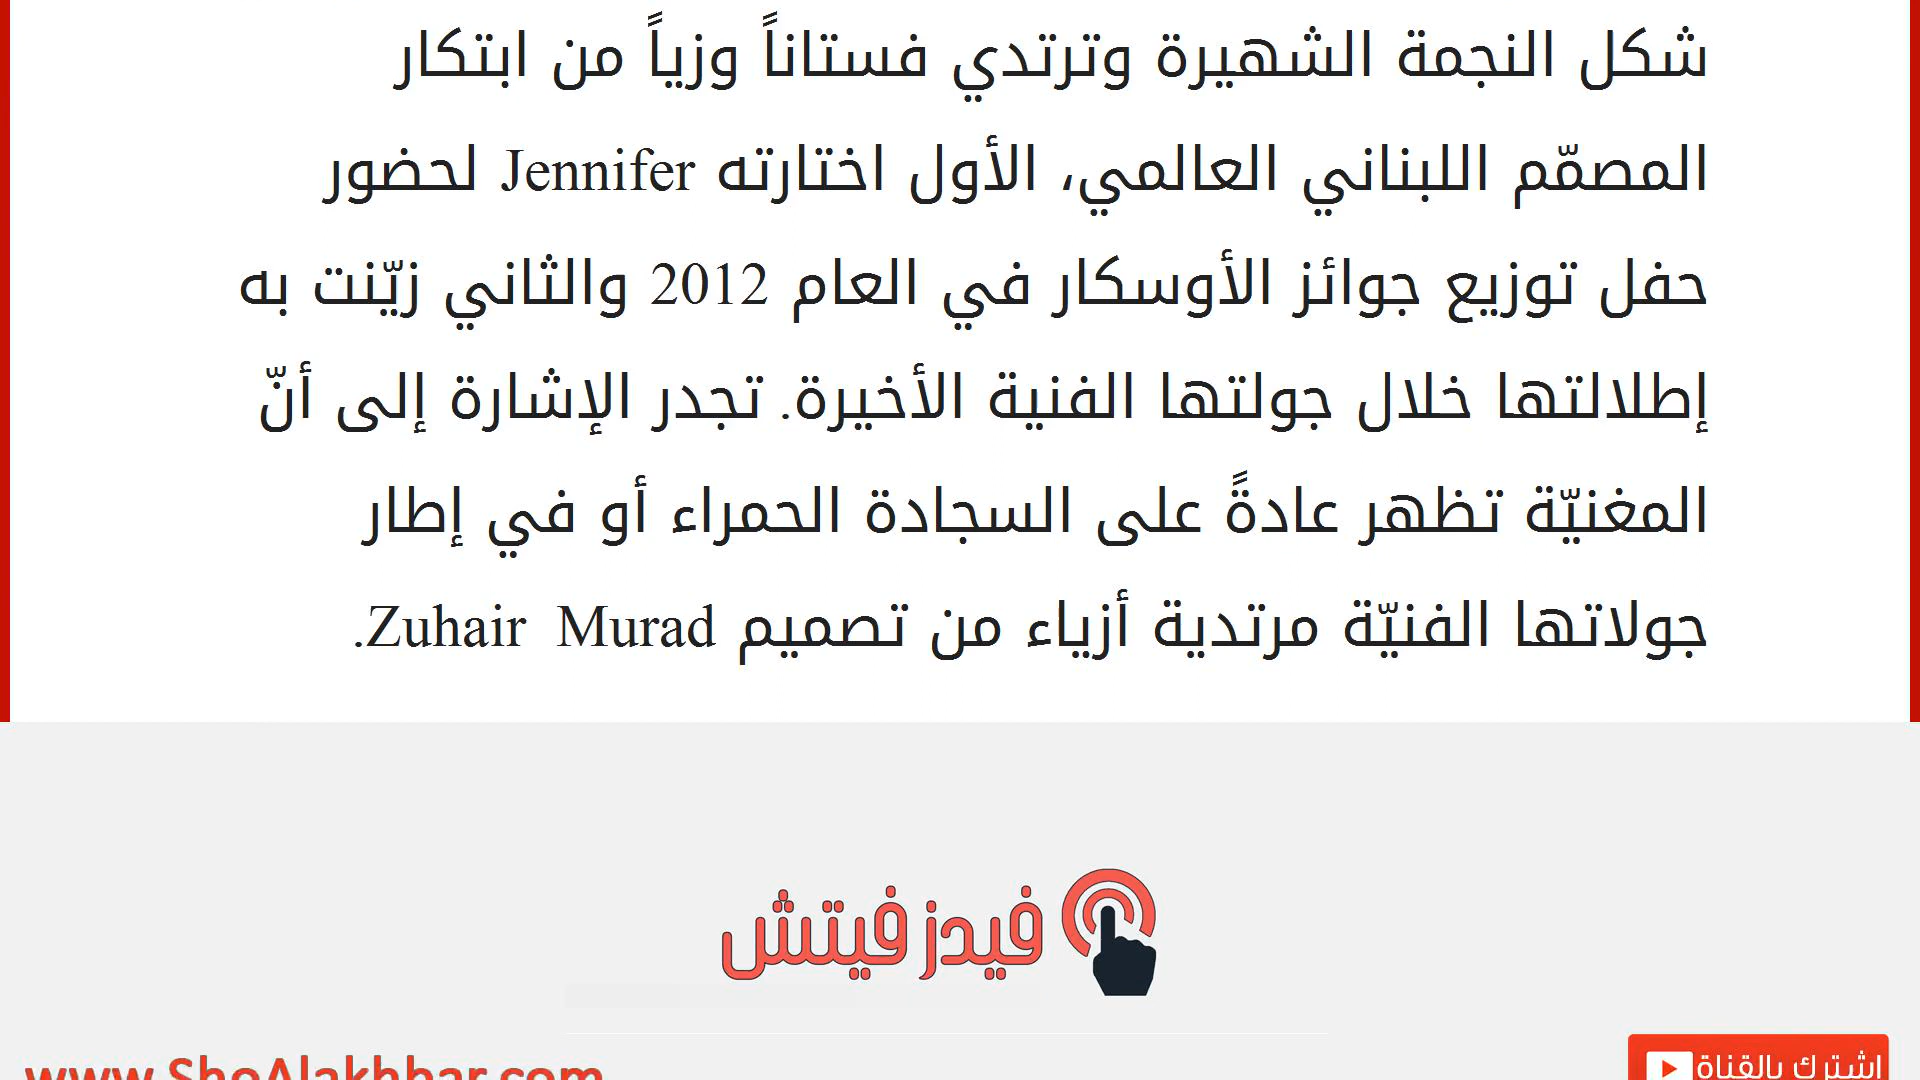 شكل النجمة الشهيرة وترتدي فستاناً وزياً من ابتكار
المصمّم اللبناني العالمي، الأول اختارته Jennifer لحضور
حفل توزيع جوائز الأوسكار في العام 2012 والثاني زيّنت به
إطلالتها خلال جولتها الفنية الأخيرة. تجدر الإشارة إلى أنّ
المغنيّة تظهر عادةً على السجادة الحمراء أو في إطار
جولاتها الفنيّة مرتدية أزياء من تصميم Zuhair Murad.
فيدز فيتش
www.ShoAlakhbar.com
اشترك بالقناة